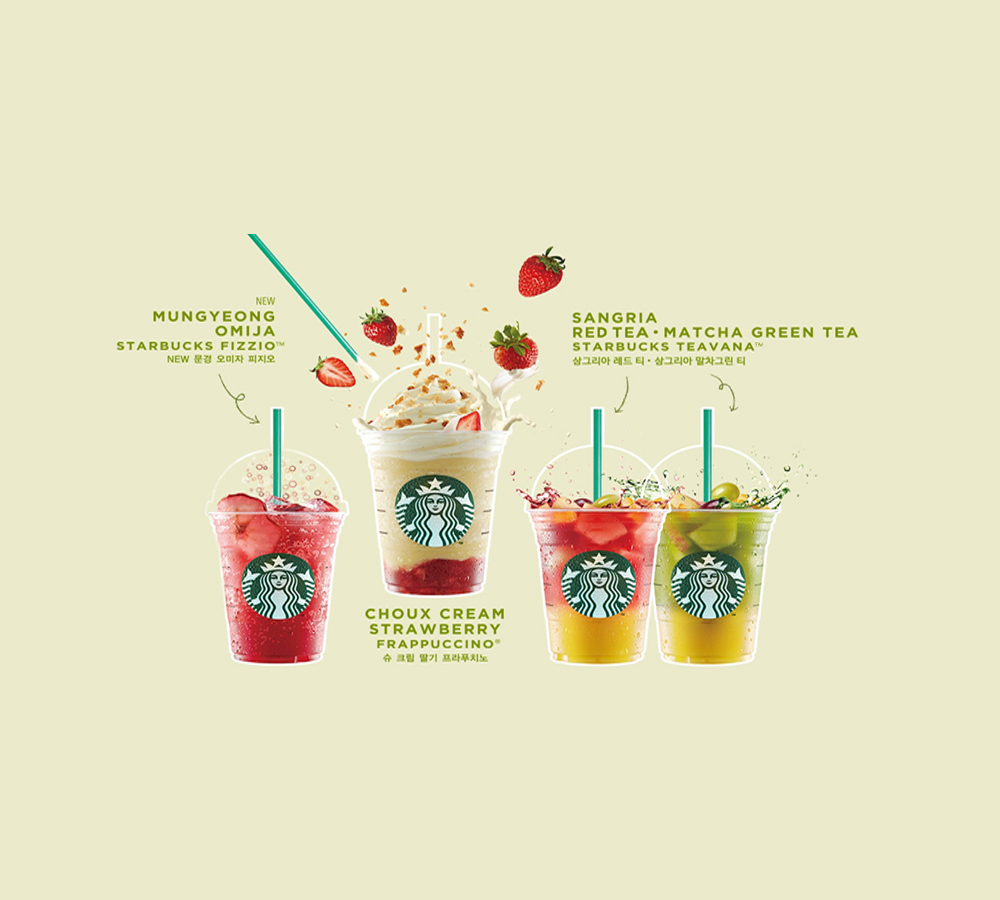 NEW
MUNGYEONG
OMIJA
STARBUCKS FIZZIO™
NEW 문경 오미자 피지오
SANGRIA
RED TEA • MATCHA GREEN TEA
STARBUCKS TEAVANA™
상그리아 레드 티 • 상그리아 말차그린 티
CHOUX CREAM
STRAWBERRY
FRAPPUCCINO®
슈 크림 딸기 프라푸치노